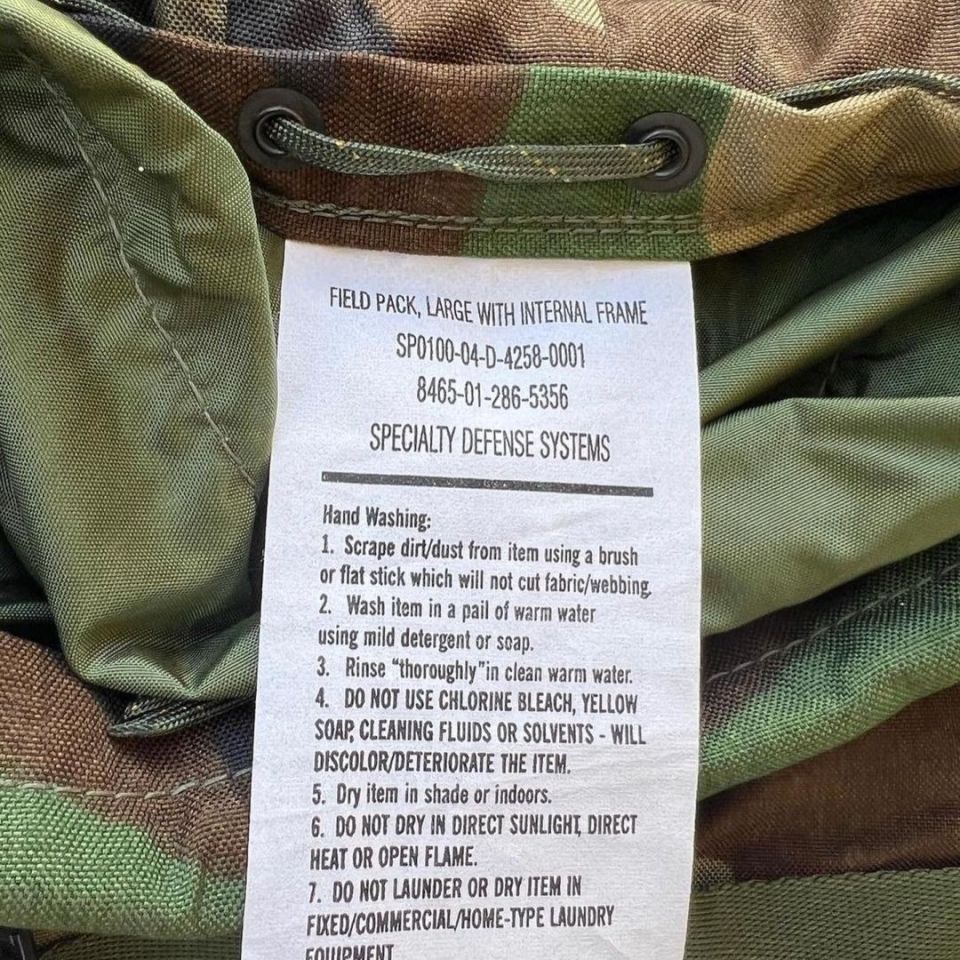 FIELD PACK, LARGE WITH INTERNAL FRAME
SP0100-04-D-4258-0001
8465-01-286-5356
SPECIALTY DEFENSE SYSTEMS
Hand Washing:
1. Scrape dirt/dust from item using a brush
or flat stick which will not cut fabric/webbing.
2. Wash item in a pail of warm water
using mild detergent or soap.
3. Rinse "thoroughly"in clean warm water.
4. DO NOT USE CHLORINE BLEACH, YELLOW
SOAP, CLEANING FLUIDS OR SOLVENTS - WILL
DISCOLOR/DETERIORATE THE ITEM.
5. Dry item in shade or indoors.
6. DO NOT DRY IN DIRECT SUNLIGHT, DIRECT
HEAT OR OPEN FLAME.
7. DO NOT LAUNDER OR DRY ITEM IN
FIXED/COMMERCIAL/HOME-TYPE LAUNDRY
EQUIPMENT